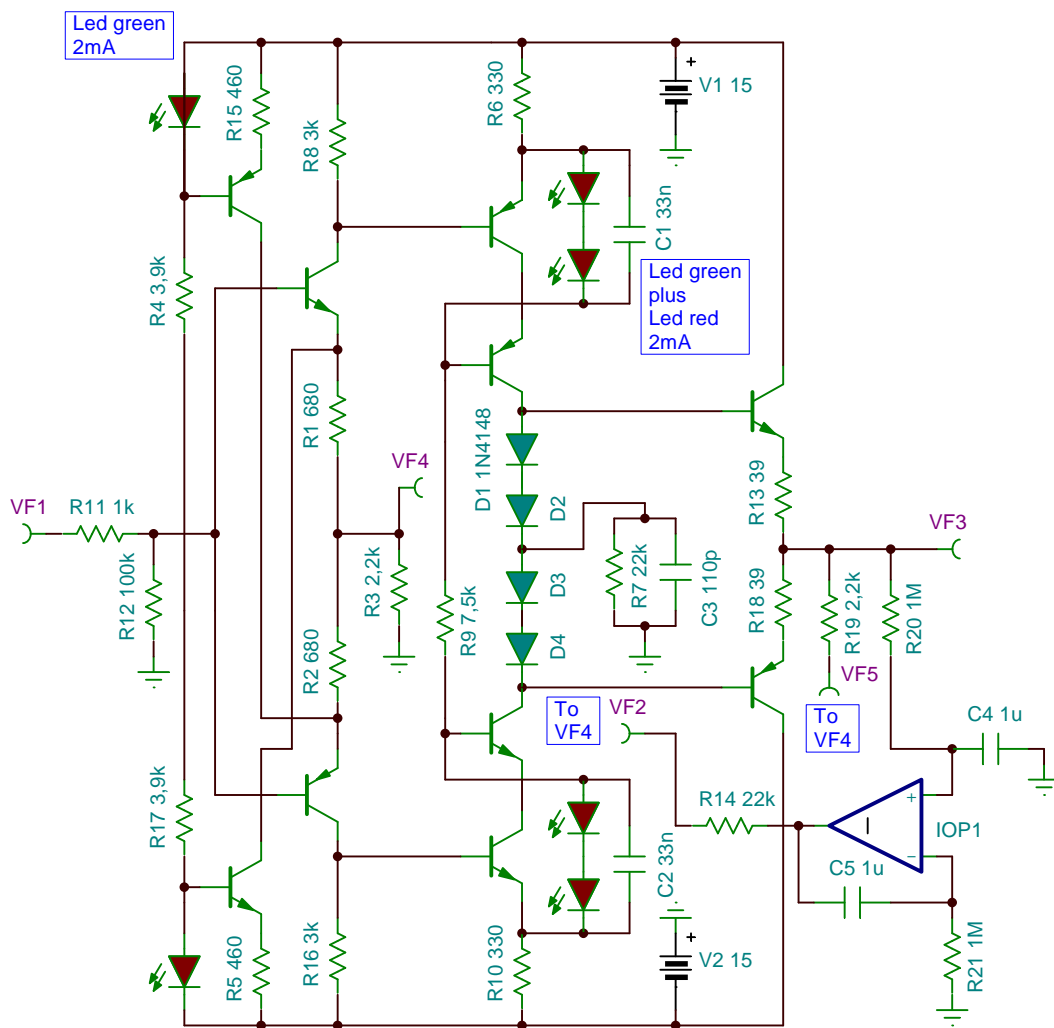 Led green
2mA
R15 460
R8 3k
R6 330
V1 15
+
C1 33n
R4 3,9k
Led green
plus
Led red
2mA
R1 680
D1 1N4148
VF4
D2
R13 39
VF1
R11 1k
VF3
R12 100k
R3 2,2k
R9 7,5k
D3
R7 22k
C3 110p
R18 39
R19 2,2k
R20 1M
R2 680
D4
To
VF4
VF2
VF5
To
VF4
C4 1u
R17 3,9k
R14 22k
+
IOP1
−
C5 1u
C2 33n
R5 460
R16 3k
R10 330
+
V2 15
R21 1M